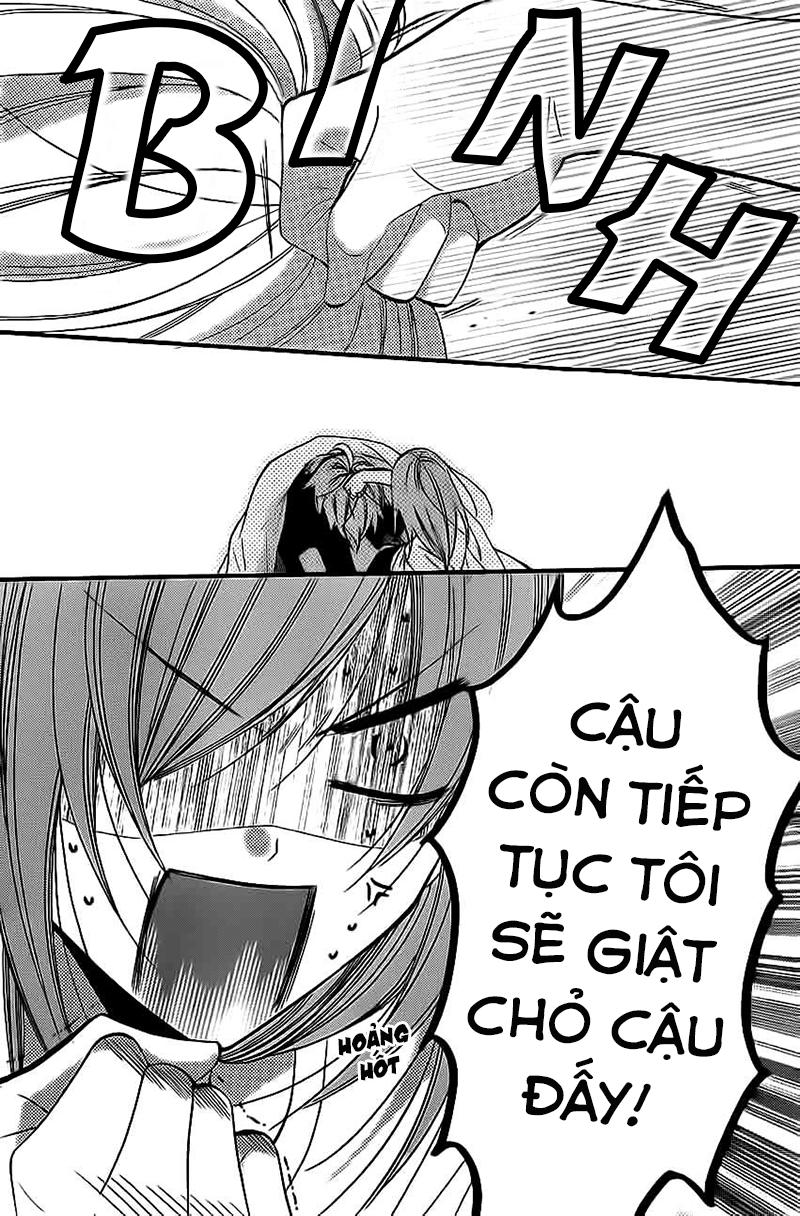 BINH
CẬU
CÒN TIẾP
TỤC TÔI
SẼ GIẬT
CHỎ CẬU
ĐẤY!
HOẢNG
HỐT